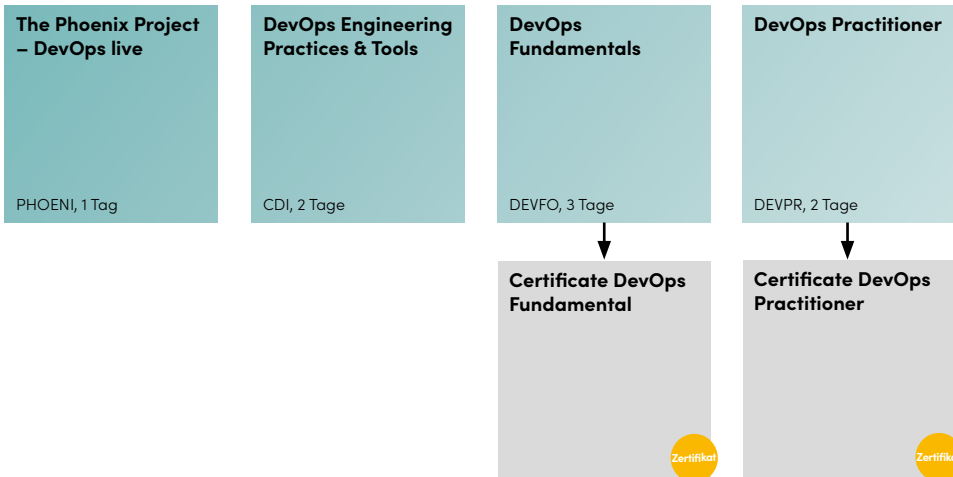 The Phoenix Project
– DevOps live
PHOENI, 1 Tag
DevOps Engineering
Practices & Tools
CDI, 2 Tage
DevOps
Fundamentals
DEVFO, 3 Tage
DevOps Practitioner
DEVPR, 2 Tage
Certificate DevOps
Fundamental
Zertifikat
Certificate DevOps
Practitioner